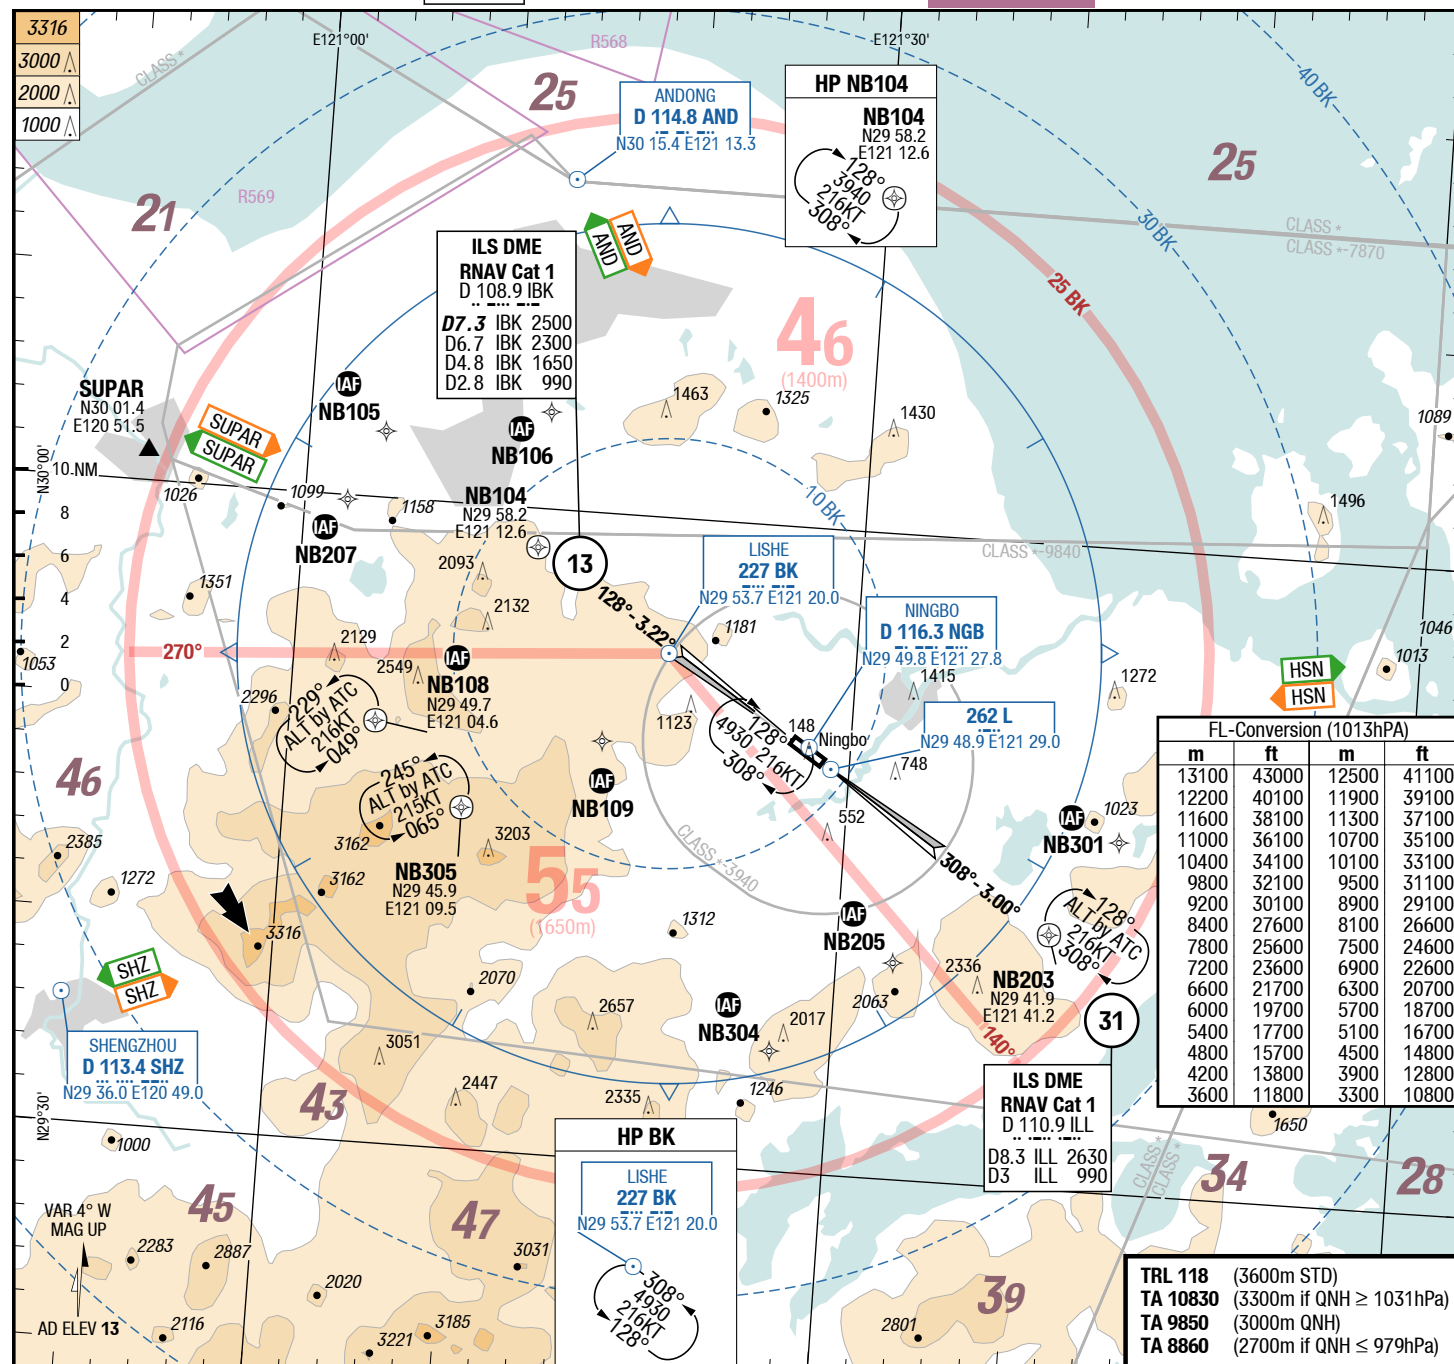 3316
3000
2000
1000
E121°00'
E121°30'
CLASS *
R568
R569
25
21
25
40 BK
30 BK
25 BK
10 BK
ANDONG
D 114.8 AND
N30 15.4 E121 13.3
HP NB104
NB104
N29 58.2
E121 12.6
128°
3940
216KT
308°
CLASS *
CLASS *-7870
AND
AND
ILS DME
RNAV Cat 1
D 108.9 IBK
D7.3 IBK 2500
D6.7 IBK 2300
D4.8 IBK 1650
D2.8 IBK 990
46
(1400m)
SUPAR
N30 01.4
E120 51.5
SUPAR
SUPAR
IAF
NB105
IAF
NB106
1463
1325
1430
1089
N30°00'
10 NM
8
6
4
2
0
1026
1099
1158
IAF
NB207
NB104
N29 58.2
E121 12.6
13
1496
CLASS *-9840
2093
2132
1351
128°-3.22°
LISHE
227 BK
N29 53.7 E121 20.0
NINGBO
D 116.3 NGB
N29 49.8 E121 27.8
1181
1415
1272
1046
1013
1053
270°
2129
2549
IAF
NB108
N29 49.7
E121 04.6
2296
229°
ALT by ATC
216KT
049°
HSN
HSN
1123
128°
4930 216KT
308°
148
Ningbo
262 L
N29 48.9 E121 29.0
748
552
46
245°
ALT by ATC
215KT
065°
IAF
NB109
3162
3203
NB305
N29 45.9
E121 09.5
55
(1650m)
CLASS *-3940
IAF
NB301
1023
308°-3.00°
2385
1272
3162
3316
1312
IAF
NB205
128°
ALT by ATC
216KT
308°
SHZ
SHZ
2070
2657
IAF
NB304
2017
2063
2336
NB203
N29 41.9
E121 41.2
31
140°
SHENGZHOU
D 113.4 SHZ
N29 36.0 E120 49.0
3051
2447
2335
1246
43
N29°30'
1000
ILS DME
RNAV Cat 1
D 110.9 ILL
D8.3 ILL 2630
D3 ILL 990
FL-Conversion (1013hPA)
m ft m ft
13100 43000 12500 41100
12200 40100 11900 39100
11600 38100 11300 37100
11000 36100 10700 35100
10400 34100 10100 33100
9800 32100 9500 31100
9200 30100 8900 29100
8400 27600 8100 26600
7800 25600 7500 24600
7200 23600 6900 22600
6600 21700 6300 20700
6000 19700 5700 18700
5400 17700 5100 16700
4800 15700 4500 14800
4200 13800 3900 12800
3600 11800 3300 10800
1650
CLASS *
CLASS *
34
28
HP BK
LISHE
227 BK
N29 53.7 E121 20.0
308°
4930
216KT
128°
45
47
39
VAR 4° W
MAG UP
AD ELEV 13
2283
2887
2020
2116
3031
3185
3221
2801
TRL 118 (3600m STD)
TA 10830 (3300m if QNH ≥ 1031hPa)
TA 9850 (3000m QNH)
TA 8860 (2700m if QNH ≤ 979hPa)